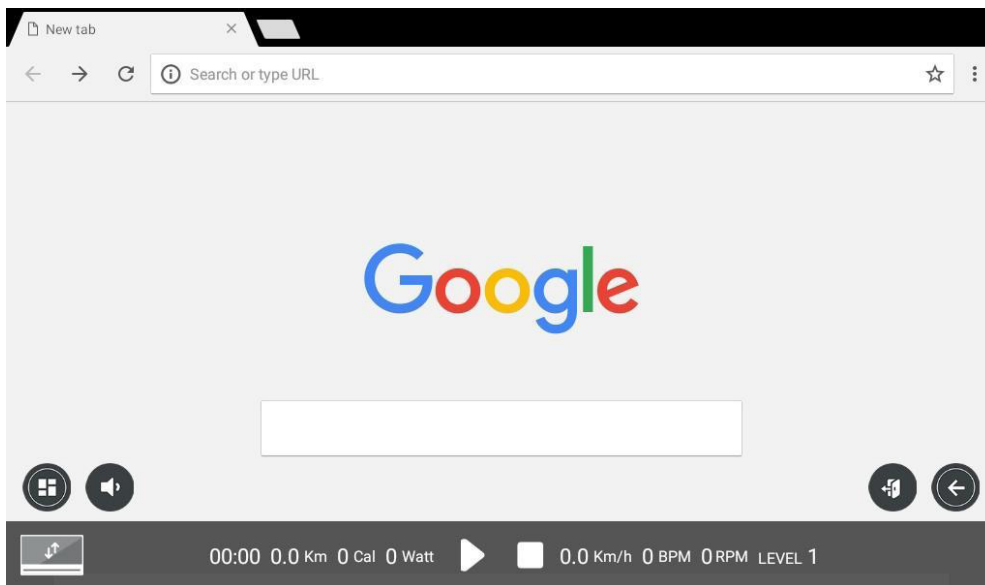 New tab
Search or type URL
Google
00:00 0.0 Km 0 Cal 0 Watt 0.0 Km/h 0 BPM 0 RPM LEVEL 1